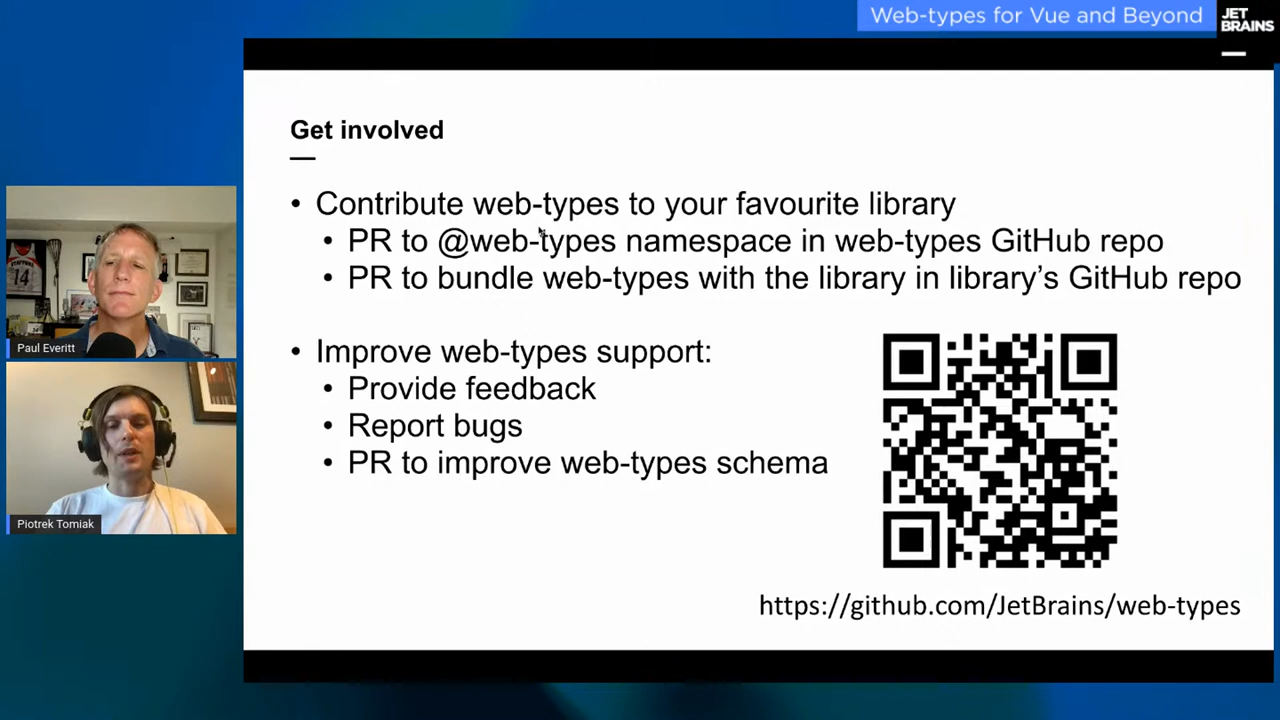 Web-types for Vue and Beyond
JET
BRAINS
Get involved
• Contribute web-types to your favourite library
• PR to @web-types namespace in web-types GitHub repo
• PR to bundle web-types with the library in library’s GitHub repo
• Improve web-types support:
• Provide feedback
• Report bugs
• PR to improve web-types schema
https://github.com/JetBrains/web-types
14
Paul Everitt
Piotrek Tomiak